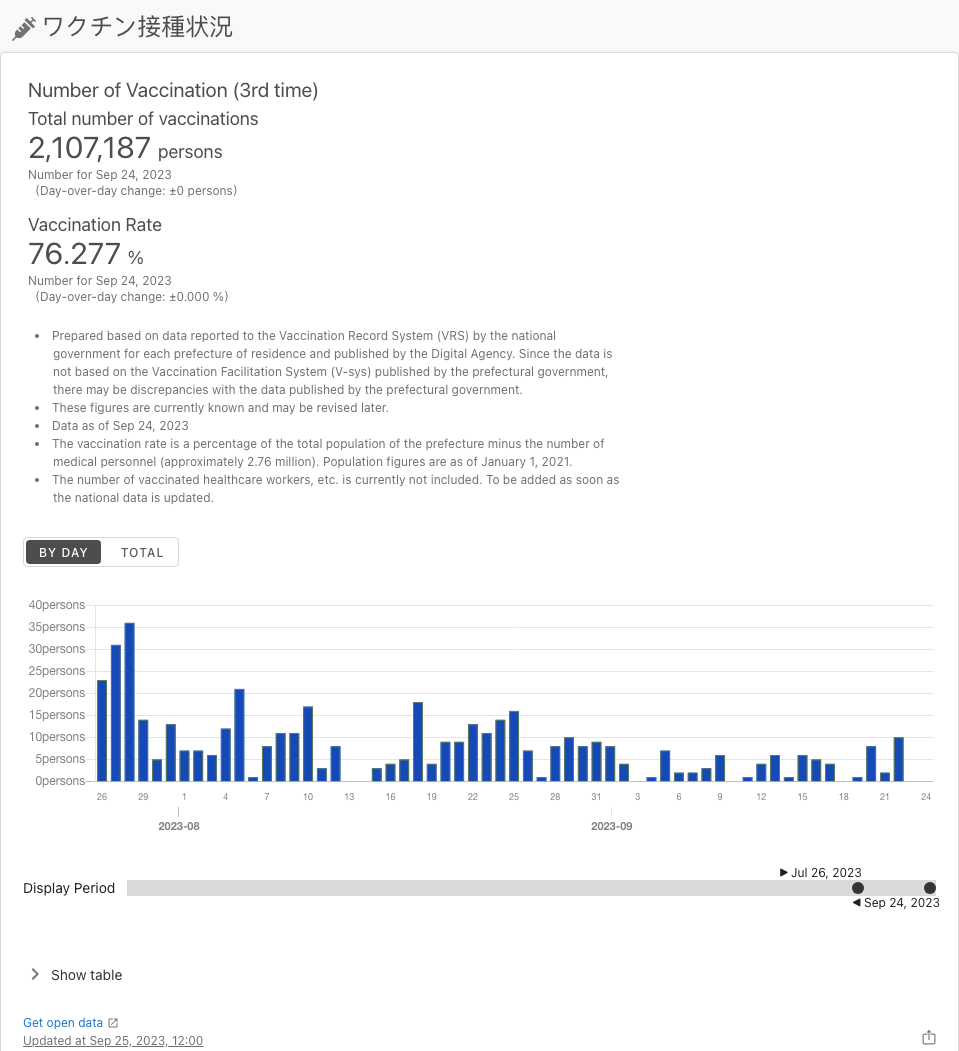 ワクチン接種状況
Number of Vaccination (3rd time)
Total number of vaccinations
2,107,187 persons
Number for Sep 24, 2023
(Day-over-day change: ±0 persons)
Vaccination Rate
76.277 %
Number for Sep 24, 2023
(Day-over-day change: ±0.000 %)
• Prepared based on data reported to the Vaccination Record System (VRS) by the national
government for each prefecture of residence and published by the Digital Agency. Since the data is
not based on the Vaccination Facilitation System (V-sys) published by the prefectural government,
there may be discrepancies with the data published by the prefectural government.
• These figures are currently known and may be revised later.
• Data as of Sep 24, 2023
• The vaccination rate is a percentage of the total population of the prefecture minus the number of
medical personnel (approximately 2.76 million). Population figures are as of January 1, 2021.
• The number of vaccinated healthcare workers, etc. is currently not included. To be added as soon as
the national data is updated.
BY DAY TOTAL
40persons
35persons
30persons
25persons
20persons
15persons
10persons
5persons
0persons
26 29 1 4 7 10 13 16 19 22 25 28 31 3 6 9 12 15 18 21 24
2023-08 2023-09
Jul 26, 2023
Display Period
Sep 24, 2023
Show table
Get open data
Updated at Sep 25, 2023, 12:00